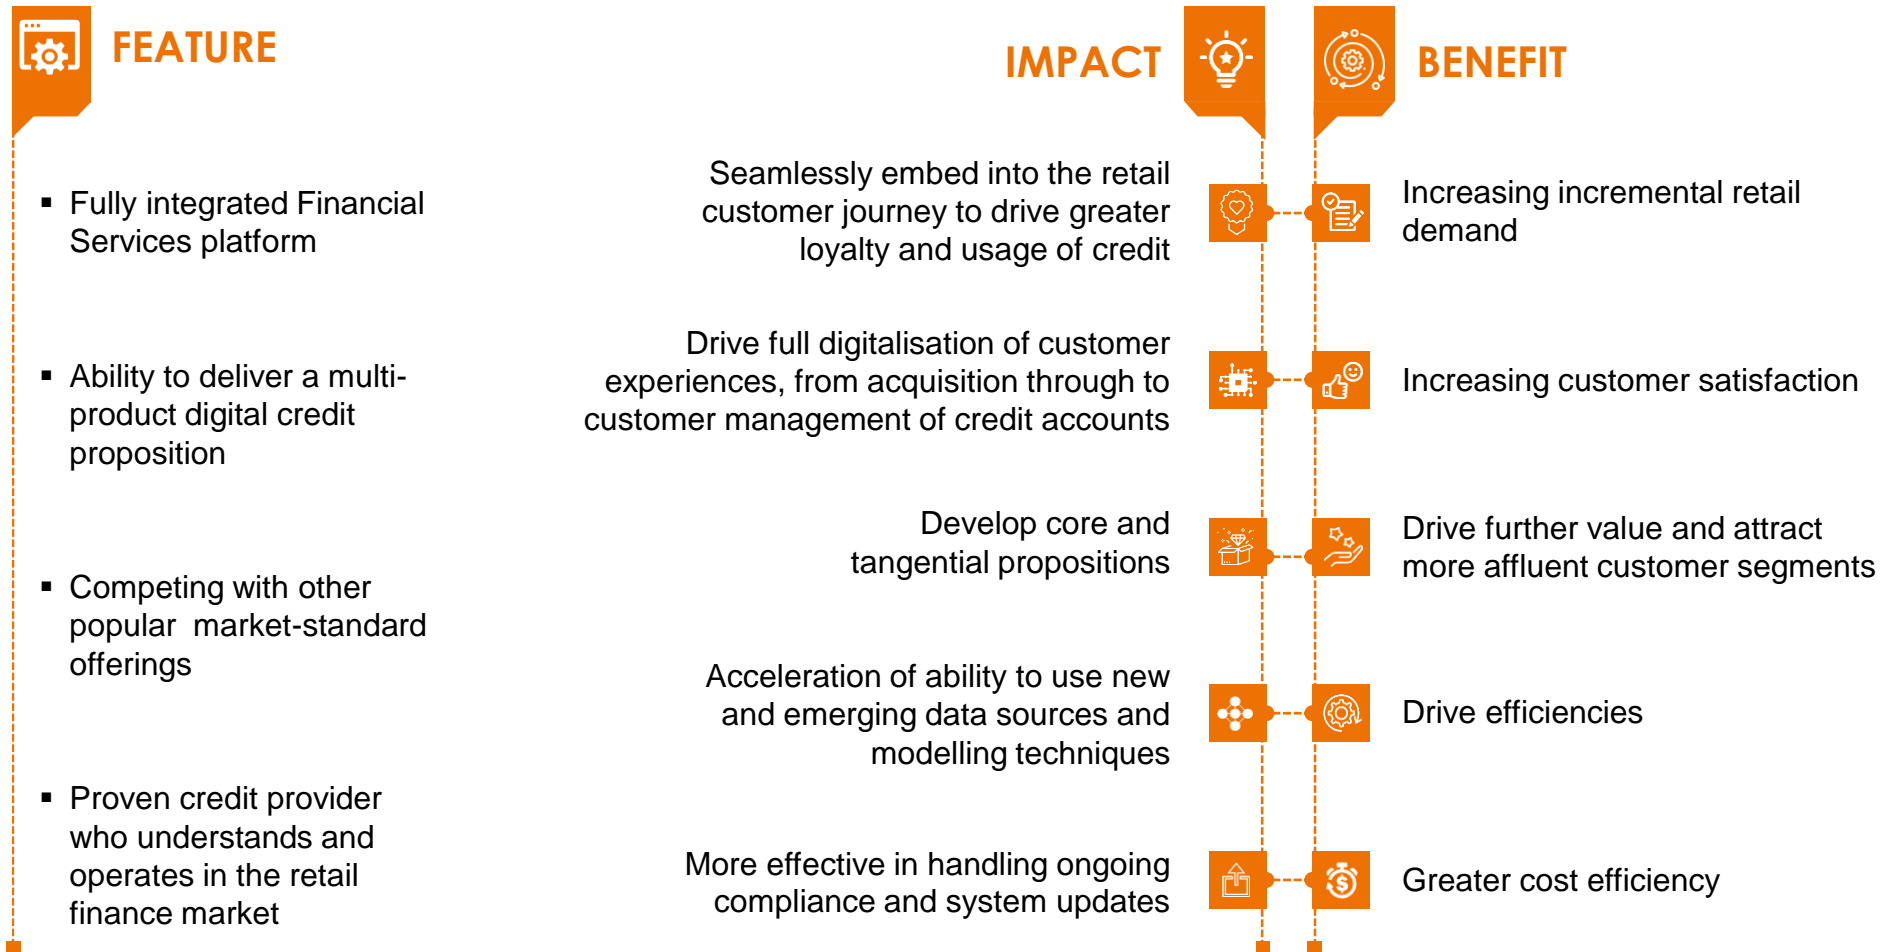 FEATURE
▪ Fully integrated Financial
Services platform
▪ Ability to deliver a multi-
product digital credit
proposition
▪ Competing with other
popular  market-standard
offerings
▪ Proven credit provider
who understands and
operates in the retail
finance market
IMPACT
BENEFIT
Seamlessly embed into the retail
customer journey to drive greater
loyalty and usage of credit
Increasing incremental retail
demand
Drive full digitalisation of customer
experiences, from acquisition through to
customer management of credit accounts
Increasing customer satisfaction
Develop core and
tangential propositions
Drive further value and attract
more affluent customer segments
Acceleration of ability to use new
and emerging data sources and
modelling techniques
Drive efficiencies
More effective in handling ongoing
compliance and system updates
Greater cost efficiency